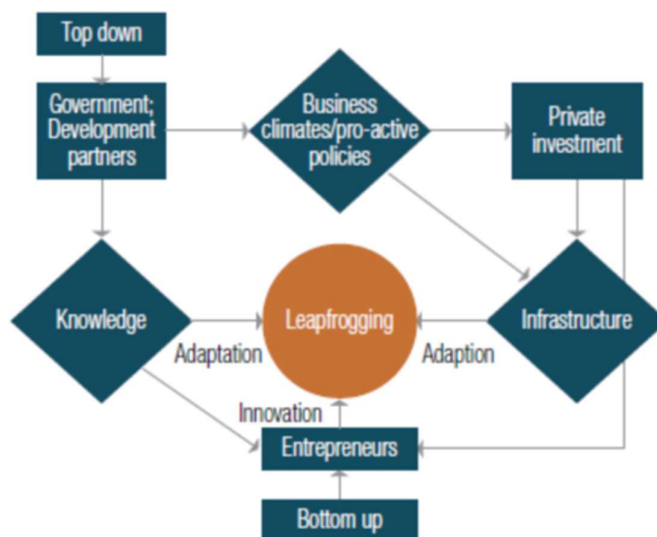 Top down
Government;
Development
partners
Business
climates/pro-active
policies
Private
investment
Knowledge
Leapfrogging
Infrastructure
Adaptation
Adaption
Innovation
Entrepreneurs
Bottom up